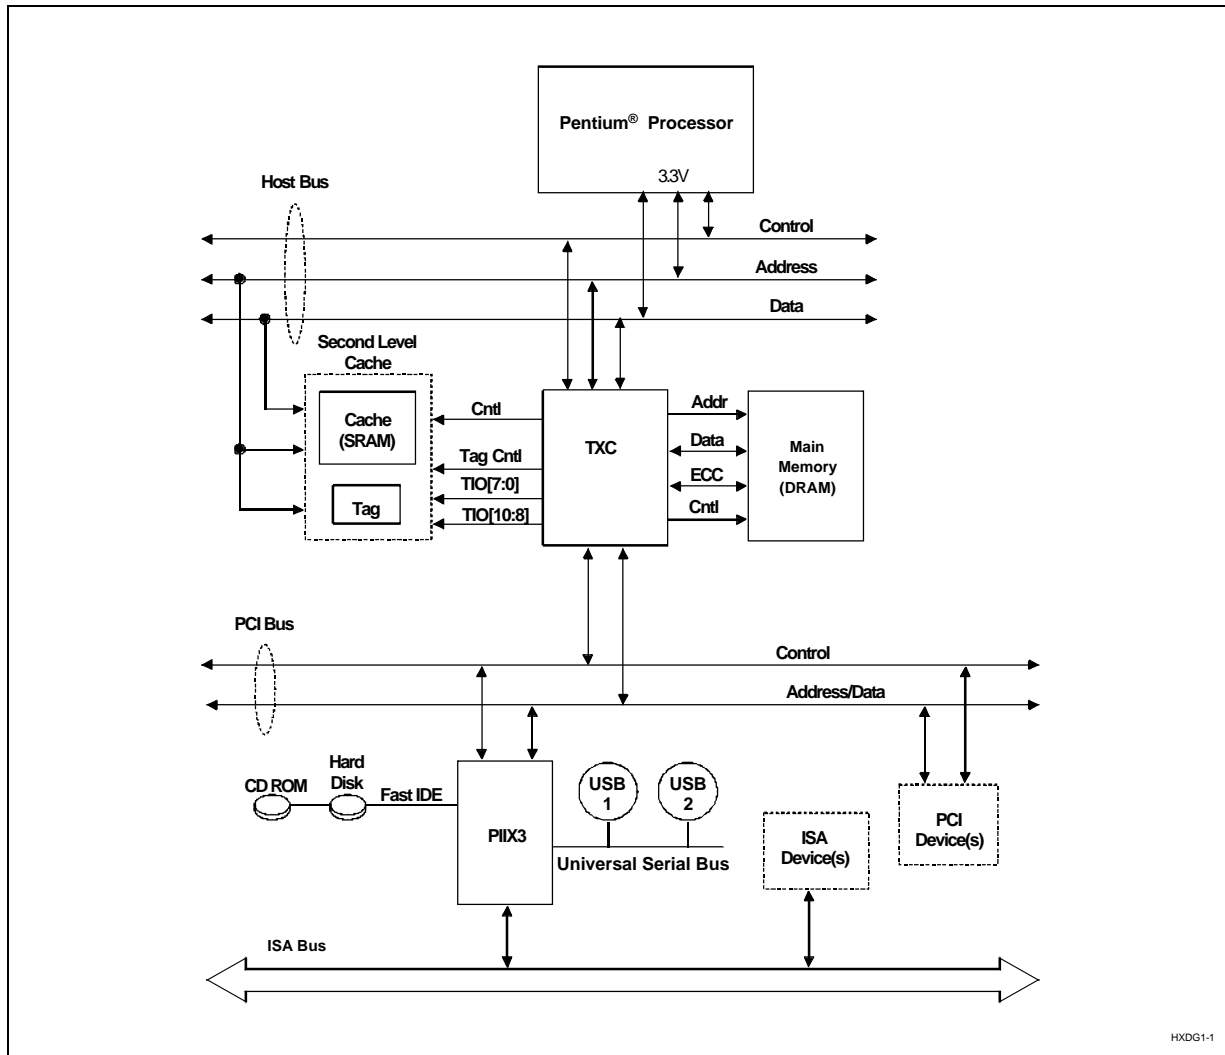 Pentium® Processor
3.3V
Host Bus
Control
Address
Data
Second Level
Cache
Cache
(SRAM)
Tag
Cntl
Tag Cntl
TIO[7:0]
TIO[10:8]
TXC
Addr
Data
ECC
Cntl
Main
Memory
(DRAM)
PCI Bus
Control
Address/Data
CD ROM
Hard
Disk
Fast IDE
PIIX3
USB
1
USB
2
Universal Serial Bus
ISA
Device(s)
PCI
Device(s)
ISA Bus
HXDG1-1